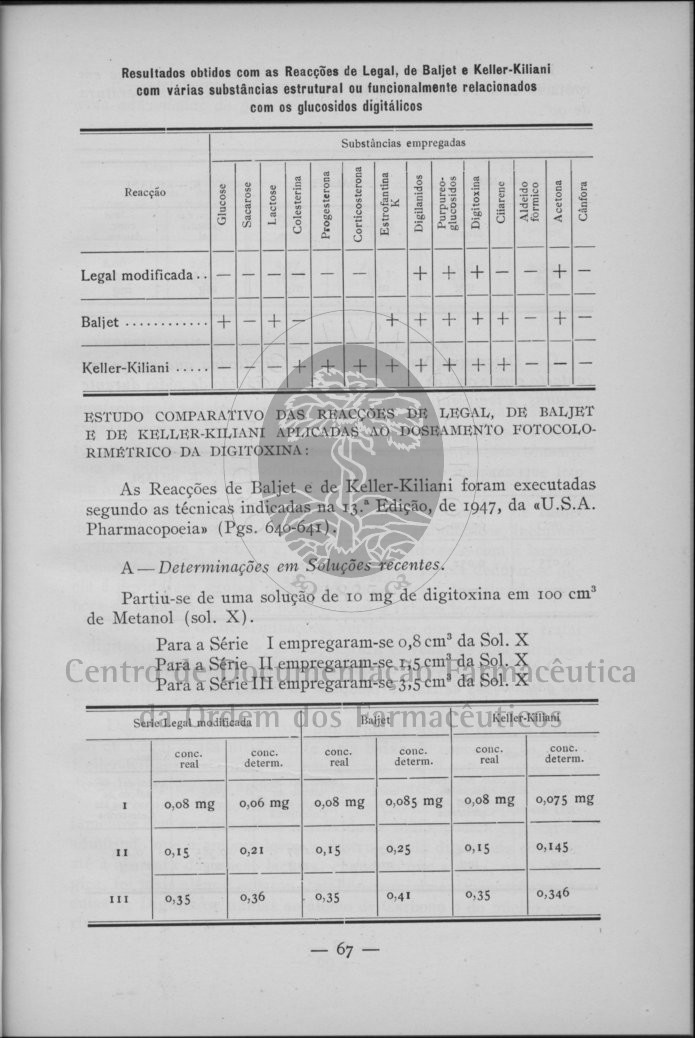 Resultados obtidos com as Reacções de Legal, de Baljet e Keller-Kiliani
com várias substâncias estrutural ou funcionalmente relacionados
com os glucosidos digitálicos
Substâncias empregadas
Reacção
Glucose
Sacarose
Lactose
Colesterina
Progesterona
Corticosterona
Estrofantina
K
Digilanidos
Purpureo-
glucosidos
Digitoxina
Ciiarene
Aldeido
fórmico
Acetona
Cânfora
Legal modificada . . — — — — — — + + + — — + —
Baljet . . . . . . . . . . . . + — + — + + + + + — + —
Keller-Kiliani . . . . . — — — + + + + + + + + — — —
ESTUDO COMPARATIVO DAS REACÇÕES DE LEGAL, DE BALJET
E DE KELLER-KILIANI APLICADAS AO DOSEAMENTO FOTOCOLO-
RIMÉTRICO DA DIGITOXINA:
As Reacções de Baljet e de Keller-Kiliani foram executadas
segundo as técnicas indicadas na 13.ª Edição, de 1947, da «U.S.A.
Pharmacopoeia» (Pgs. 640-641).
A — Determinações em Soluções recentes.
Partiu-se de uma solução de 10 mg de digitoxina em 100 cm³
de Metanol (sol. X).
Para a Série I empregaram-se 0,8 cm³ da Sol. X
Para a Série II empregaram-se 1,5 cm³ da Sol. X
Para a Série III empregaram-se 3,5 cm³ da Sol. X
Centro de Documentação Farmacêutica
da Ordem dos Farmacêuticos
Série Legal modificada Baljet Keller-Kiliani
conc.
real
conc.
determ.
conc.
real
conc.
determ.
conc.
real
conc.
determ.
I 0,08 mg 0,06 mg 0,08 mg 0,085 mg 0,08 mg 0,075 mg
II 0,15 0,21 0,15 0,25 0,15 0,145
III 0,35 0,36 0,35 0,41 0,35 0,346
— 67 —